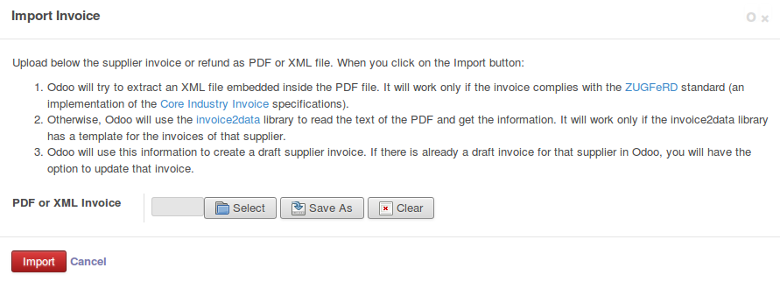 Import Invoice
Upload below the supplier invoice or refund as PDF or XML file. When you click on the Import button:
1. Odoo will try to extract an XML file embedded inside the PDF file. It will work only if the invoice complies with the ZUGFeRD standard (an
implementation of the Core Industry Invoice specifications).
2. Otherwise, Odoo will use the invoice2data library to read the text of the PDF and get the information. It will work only if the invoice2data library
has a template for the invoices of that supplier.
3. Odoo will use this information to create a draft supplier invoice. If there is already a draft invoice for that supplier in Odoo, you will have the
option to update that invoice.
PDF or XML Invoice Select Save As Clear
Import Cancel